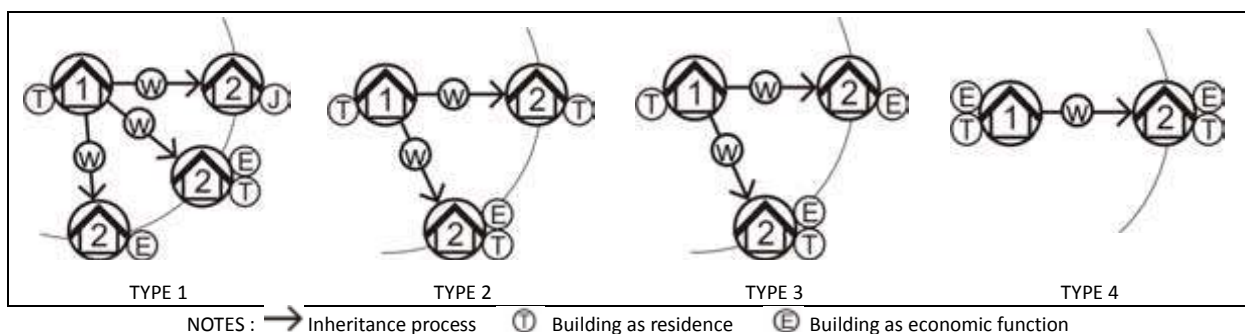 1 W 2 T J W W 2 E T 2 E
1 W 2 T T W 2 E T
1 W 2 T E W 2 E T
E T 1 W 2 E T
TYPE 1 TYPE 2 TYPE 3 TYPE 4
NOTES : Inheritance process T Building as residence E Building as economic function